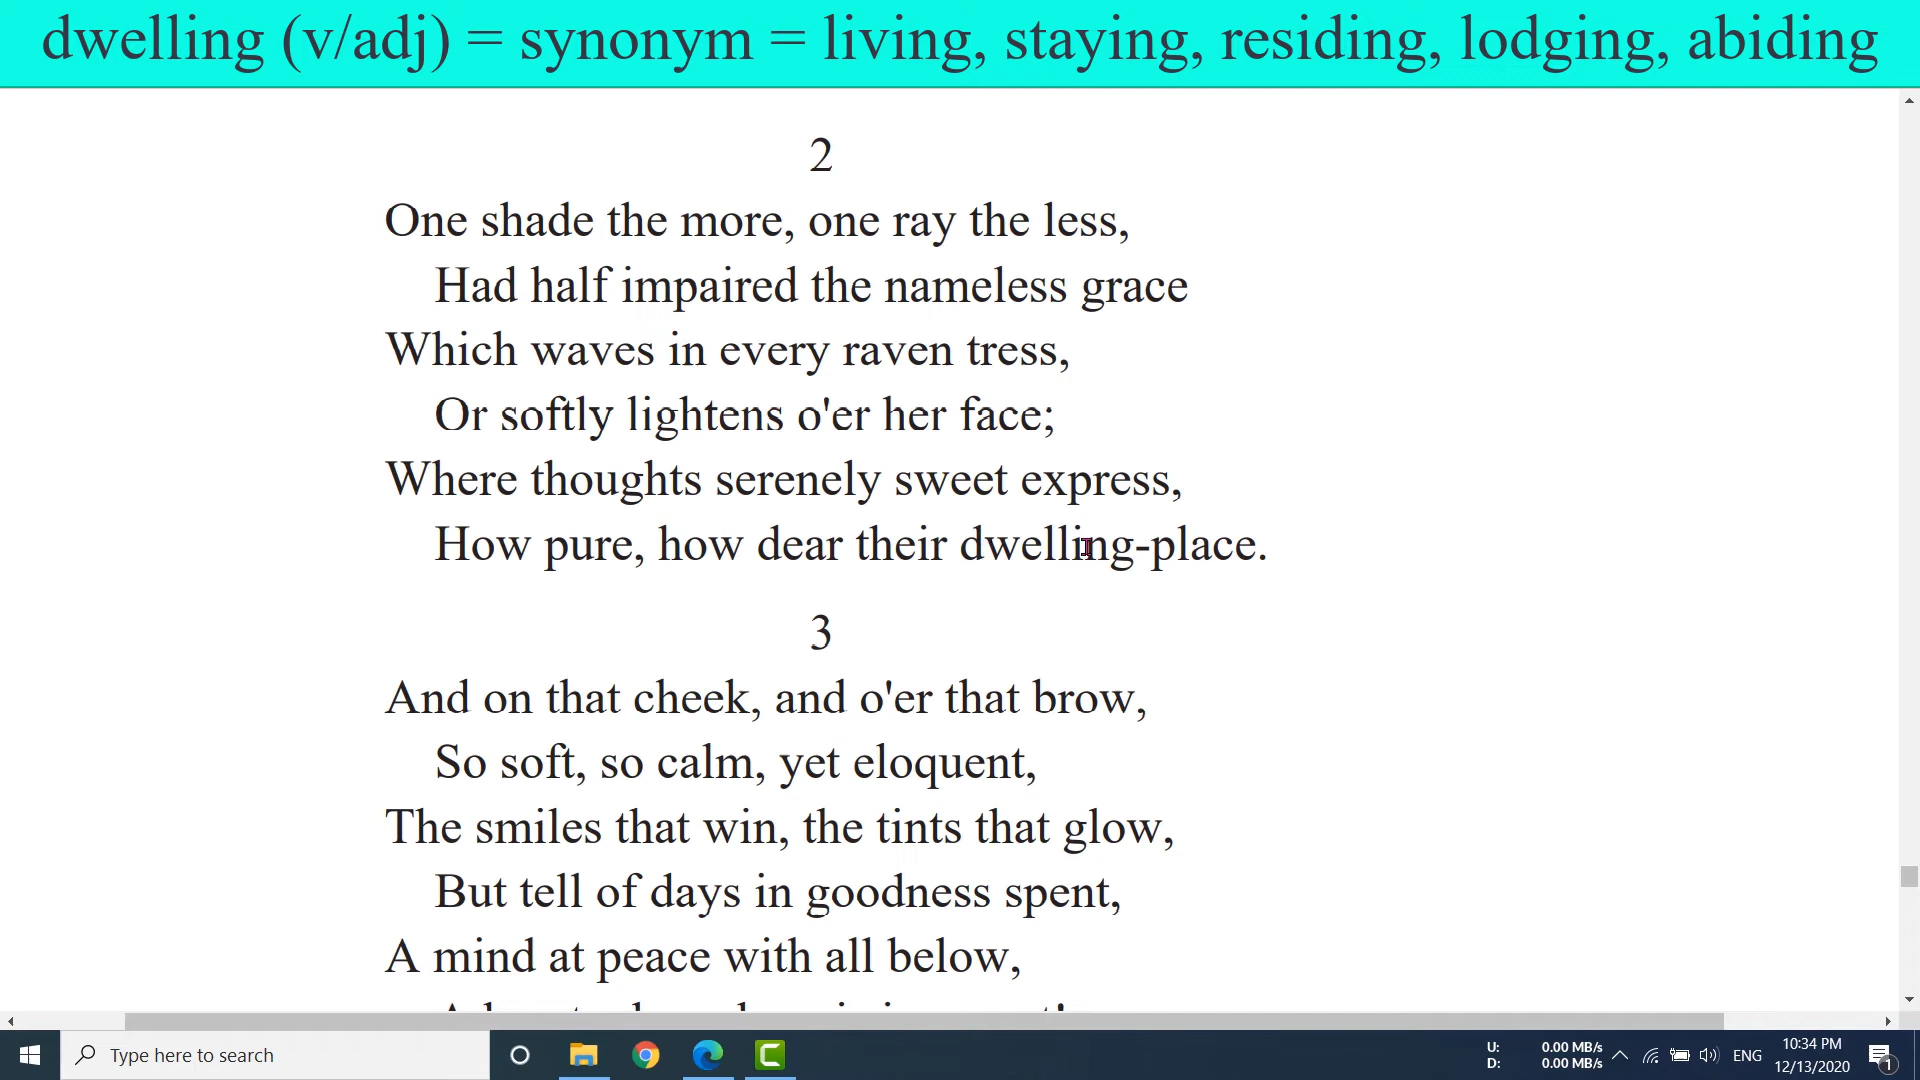 dwelling (v/adj) = synonym = living, staying, residing, lodging, abiding
2
One shade the more, one ray the less,
Had half impaired the nameless grace
Which waves in every raven tress,
Or softly lightens o'er her face;
Where thoughts serenely sweet express,
How pure, how dear their dwelling-place.
3
And on that cheek, and o'er that brow,
So soft, so calm, yet eloquent,
The smiles that win, the tints that glow,
But tell of days in goodness spent,
A mind at peace with all below,
Type here to search
U: 0.00 MB/s
D: 0.00 MB/s
ENG
10:34 PM
12/13/2020
1